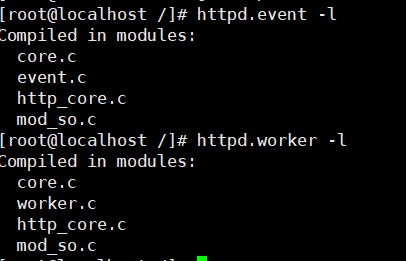 [root@localhost /]# httpd.event -l
Compiled in modules:
  core.c
  event.c
  http_core.c
  mod_so.c
[root@localhost /]# httpd.worker -l
Compiled in modules:
  core.c
  worker.c
  http_core.c
  mod_so.c